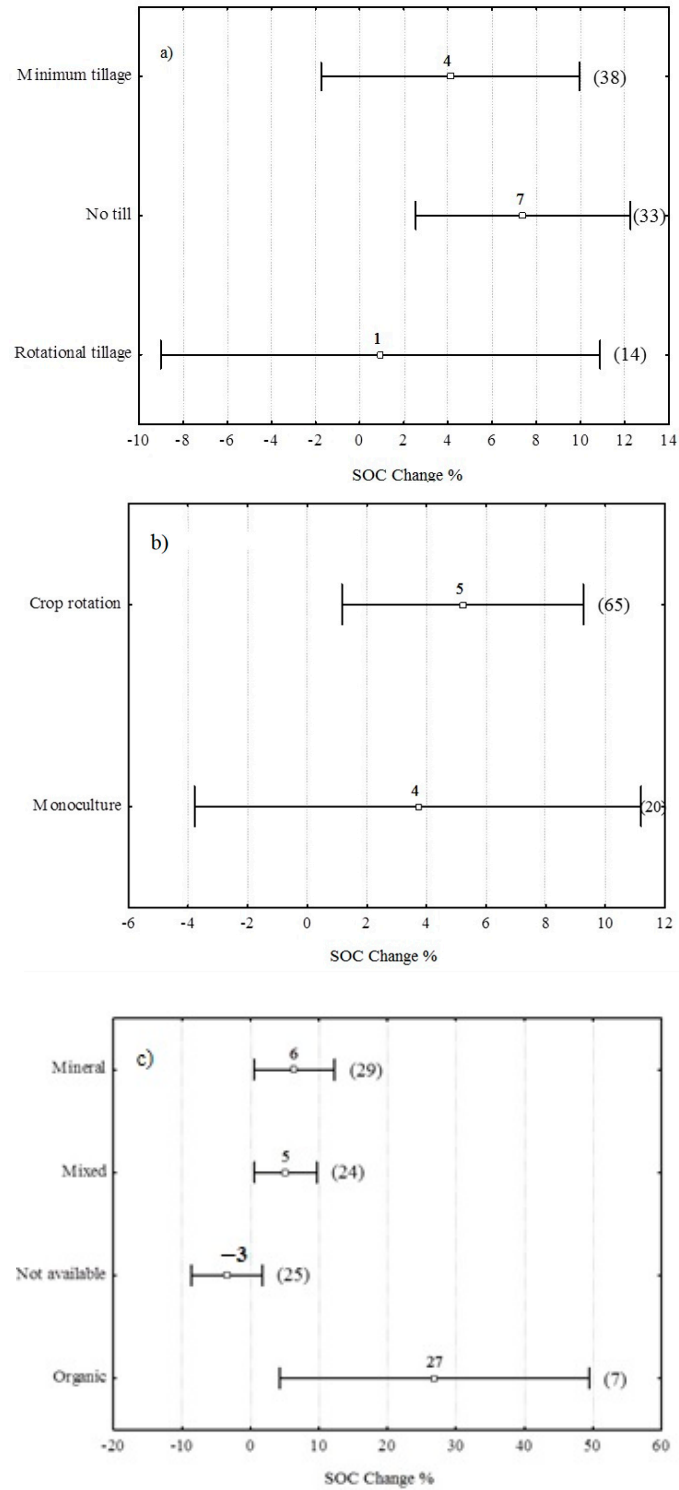 a)
4
Minimum tillage (38)
7
No till (33)
1
Rotational tillage (14)
-10 -8 -6 -4 -2 0 2 4 6 8 10 12 14
SOC Change %
b)
5
Crop rotation (65)
4
Monoculture (20)
-6 -4 -2 0 2 4 6 8 10 12
SOC Change %
c)
6
Mineral (29)
5
Mixed (24)
−3
Not available (25)
27
Organic (7)
-20 -10 0 10 20 30 40 50 60
SOC Change %